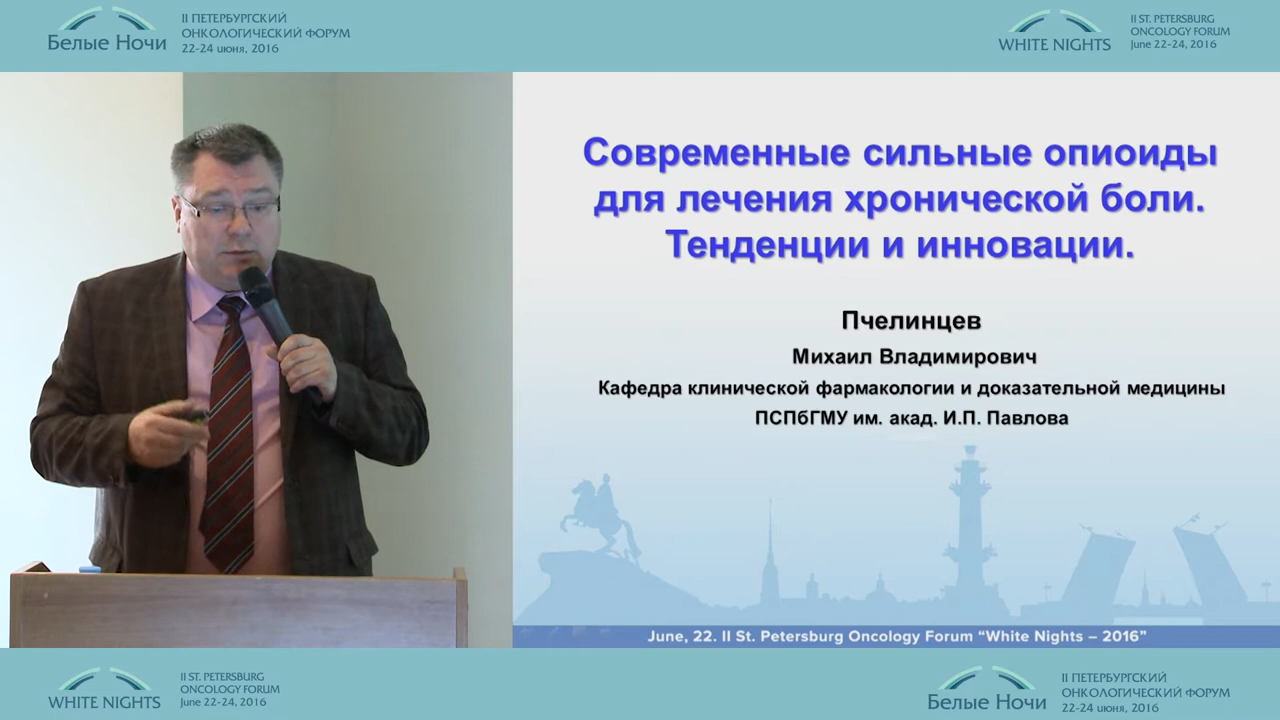 Белые Ночи
II ПЕТЕРБУРГСКИЙ
ОНКОЛОГИЧЕСКИЙ ФОРУМ
22-24 июня, 2016
WHITE NIGHTS
II ST. PETERSBURG
ONCOLOGY FORUM
June 22-24, 2016
Современные сильные опиоиды
для лечения хронической боли.
Тенденции и инновации.
Пчелинцев
Михаил Владимирович
Кафедра клинической фармакологии и доказательной медицины
ПСПбГМУ им. акад. И.П. Павлова
June, 22. II St. Petersburg Oncology Forum “White Nights – 2016”
WHITE NIGHTS
II ST. PETERSBURG
ONCOLOGY FORUM
June 22-24, 2016
Белые Ночи
II ПЕТЕРБУРГСКИЙ
ОНКОЛОГИЧЕСКИЙ ФОРУМ
22-24 июня, 2016